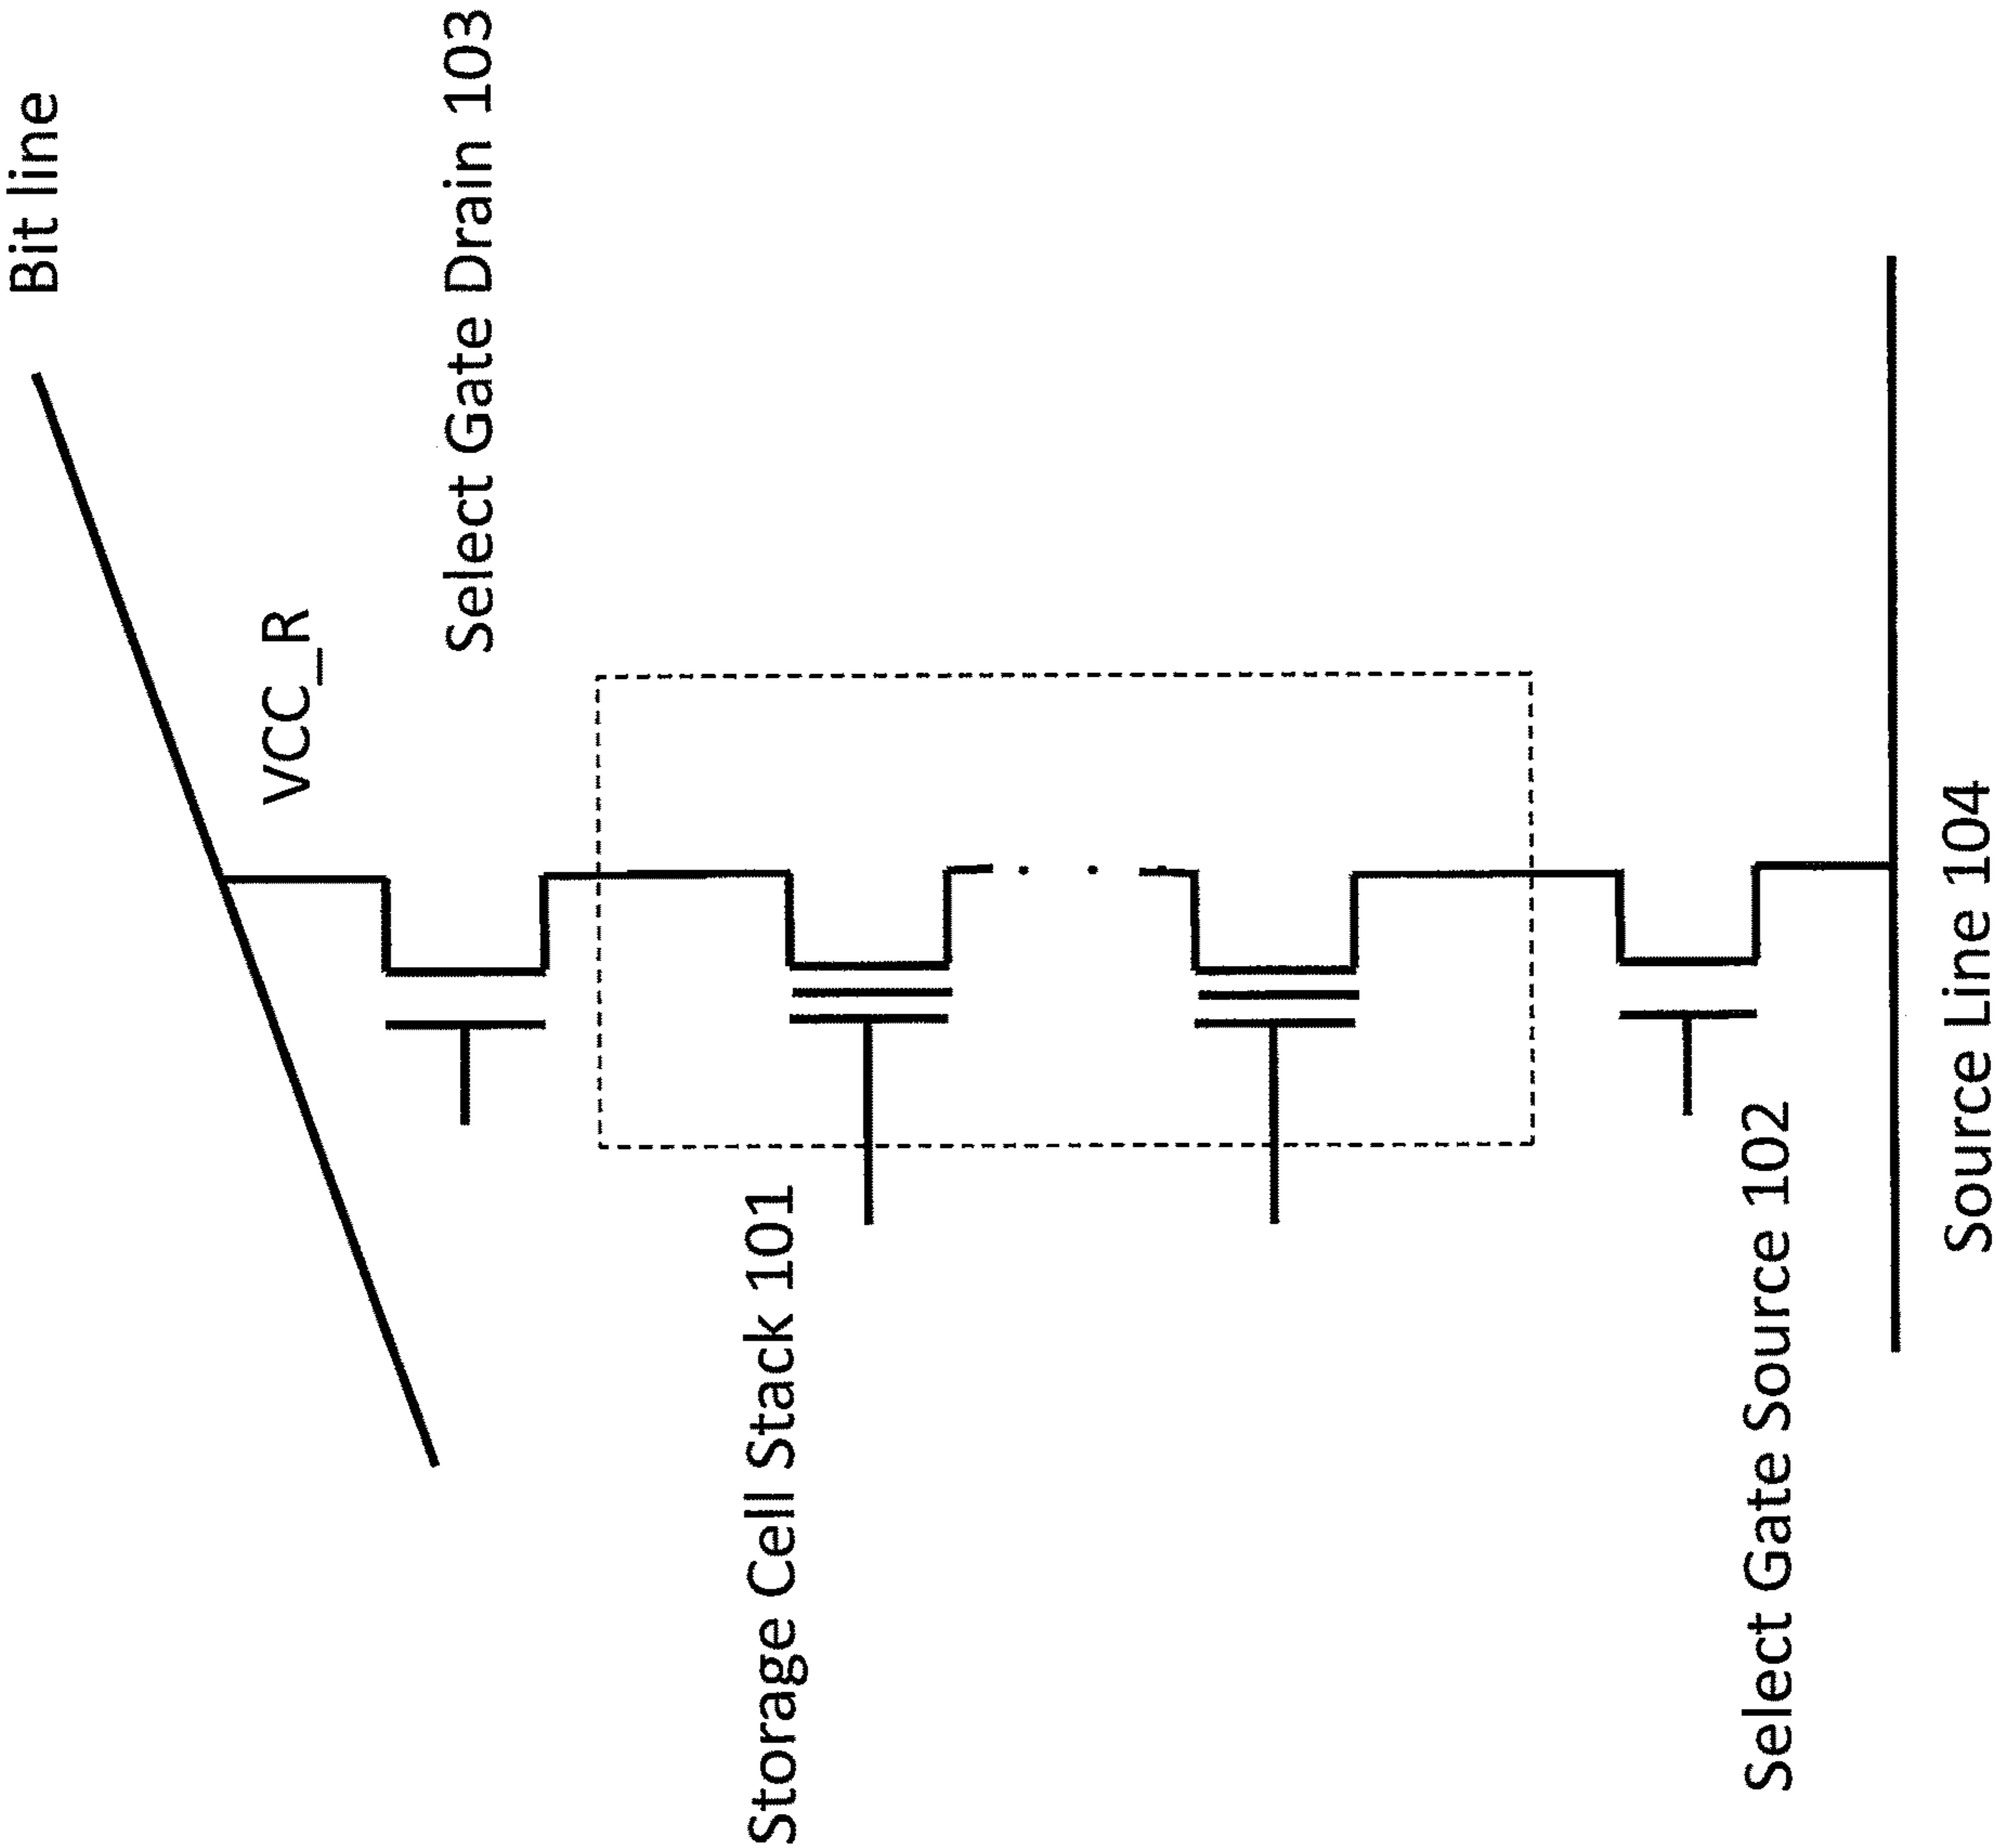 Bit line
VCC_R
Select Gate Drain 103
Storage Cell Stack 101
Select Gate Source 102
Source Line 104